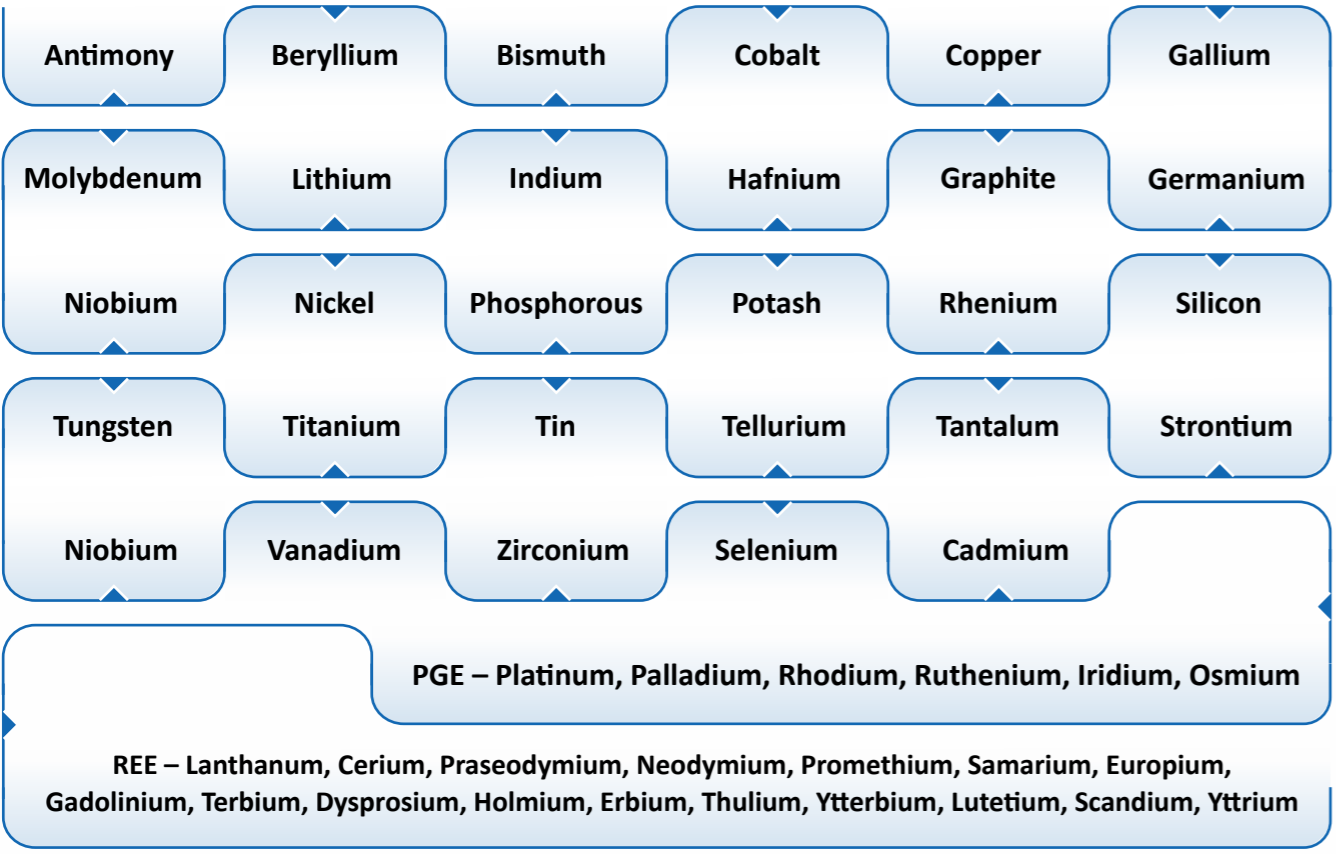 Antimony Beryllium Bismuth Cobalt Copper Gallium
Molybdenum Lithium Indium Hafnium Graphite Germanium
Niobium Nickel Phosphorous Potash Rhenium Silicon
Tungsten Titanium Tin Tellurium Tantalum Strontium
Niobium Vanadium Zirconium Selenium Cadmium
PGE – Platinum, Palladium, Rhodium, Ruthenium, Iridium, Osmium
REE – Lanthanum, Cerium, Praseodymium, Neodymium, Promethium, Samarium, Europium,
Gadolinium, Terbium, Dysprosium, Holmium, Erbium, Thulium, Ytterbium, Lutetium, Scandium, Yttrium